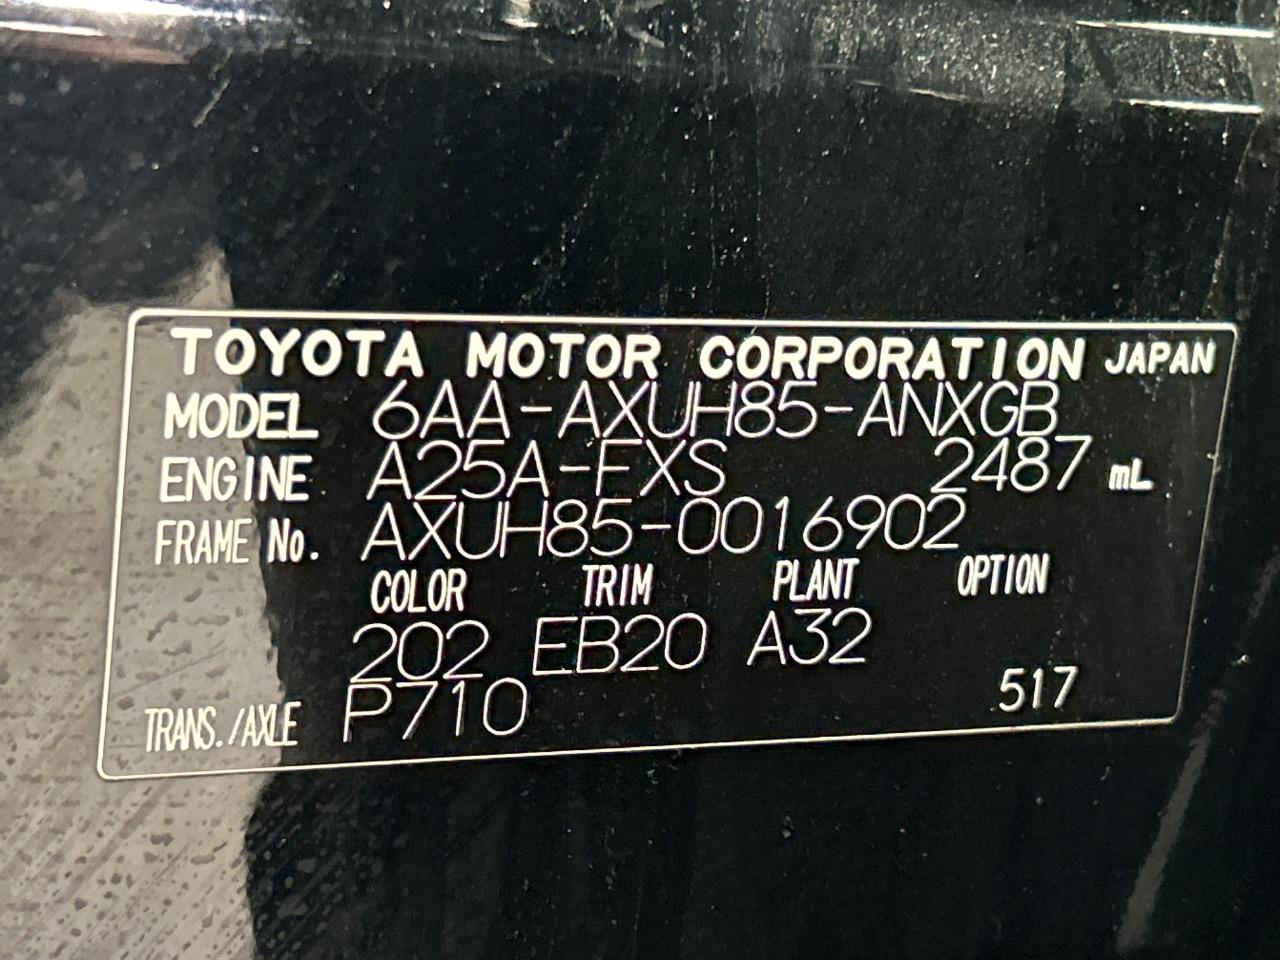 TOYOTA MOTOR CORPORATION JAPAN
MODEL 6AA-AXUH85-ANXGB
ENGINE A25A-FXS 2487 mL
FRAME No. AXUH85-0016902
COLOR TRIM PLANT OPTION
202 EB20 A32
TRANS./AXLE P710 517